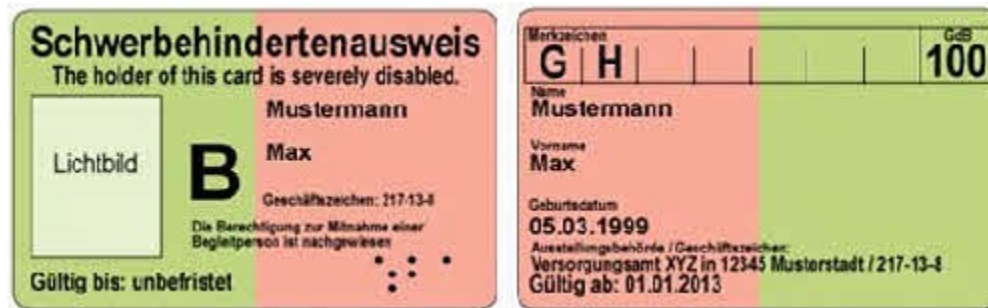 Schwerbehindertenausweis
The holder of this card is severely disabled.
Lichtbild
B
Mustermann
Max
Geschäftszeichen: 217-13-8
Die Berechtigung zur Mitnahme einer
Begleitperson ist nachgewiesen
Gültig bis: unbefristet
Merkzeichen
GdB
G H
100
Name
Mustermann
Vorname
Max
Geburtsdatum
05.03.1999
Ausstellungsbehörde / Geschäftszeichen:
Versorgungsamt XYZ in 12345 Musterstadt / 217-13-8
Gültig ab: 01.01.2013